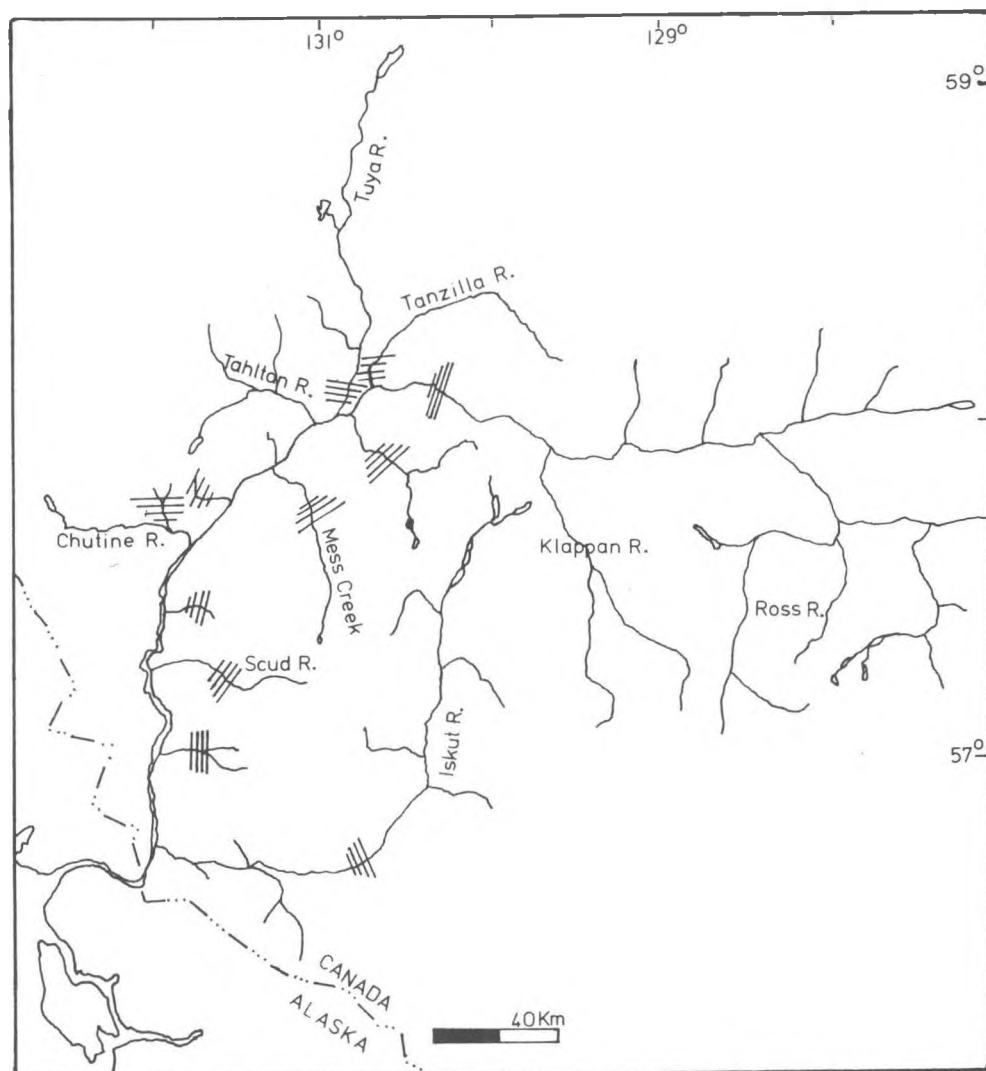 131° 129°
59°
Tuya R.
Tanzilla R.
Tahltan R.
Chutine R.
Mess Creek
Klappan R.
Ross R.
Scud R.
Iskut R.
57°
CANADA
ALASKA
40Km